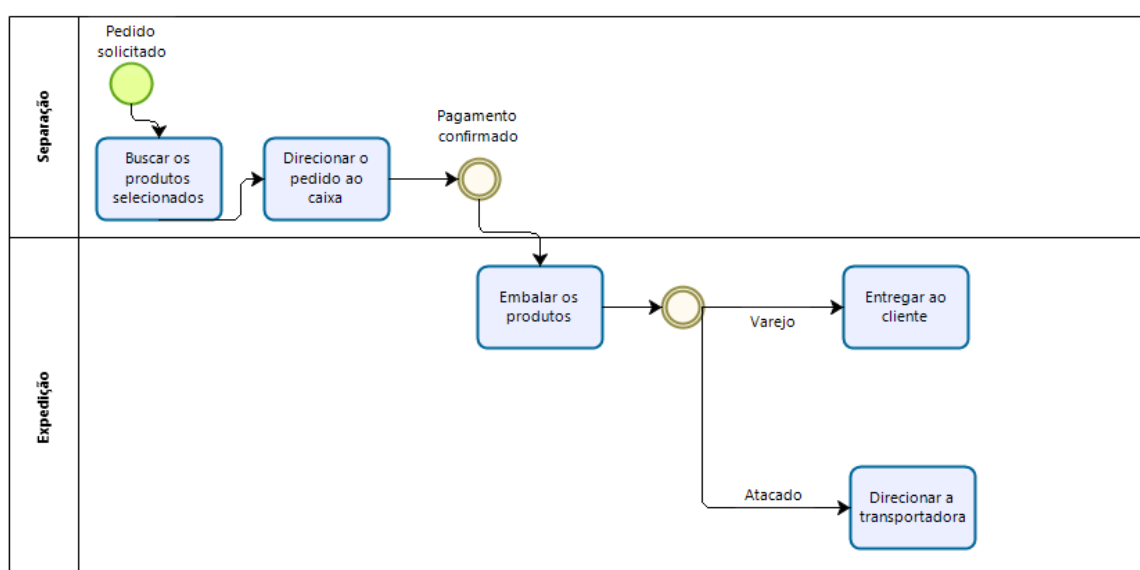 Pedido
solicitado
Separação
Pagamento
confirmado
Buscar os
produtos
selecionados
Direcionar o
pedido ao
caixa
Expedição
Embalar os
produtos
Varejo
Entregar ao
cliente
Atacado
Direcionar a
transportadora